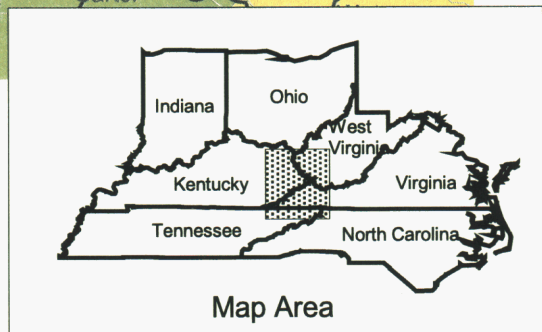 Indiana
Ohio
West
Virginia
Kentucky
Virginia
Tennessee
North Carolina
Map Area